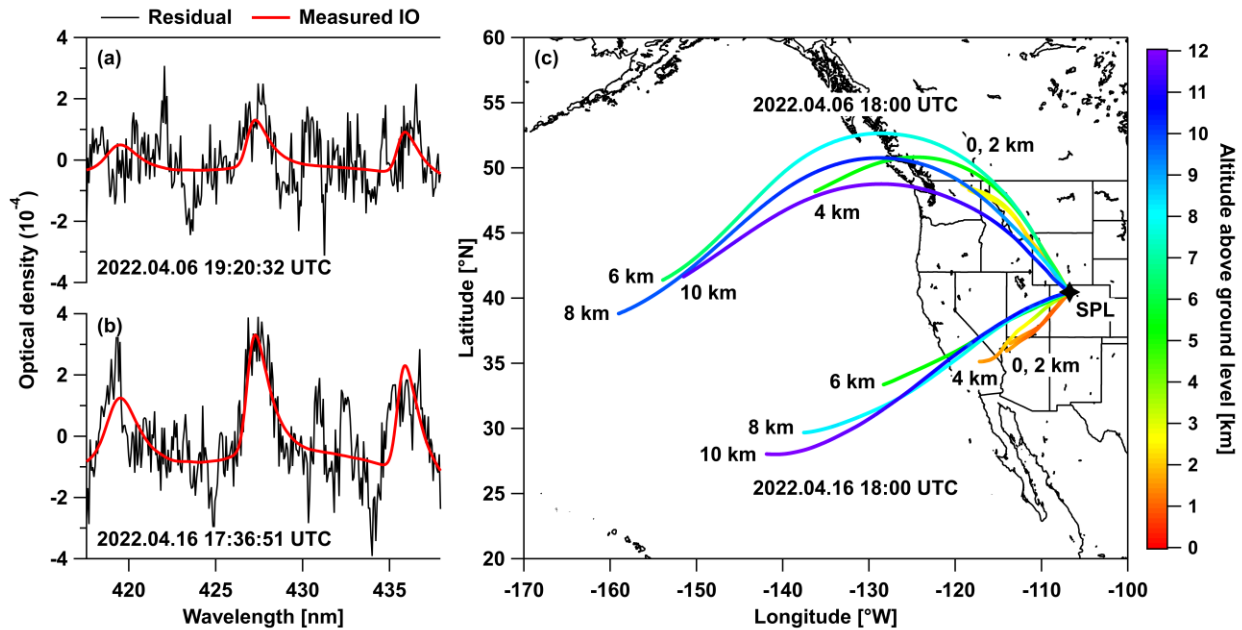 Residual Measured IO
(a)
4
2
0
-2
-4
2022.04.06 19:20:32 UTC
(b)
4
2
0
-2
-4
2022.04.16 17:36:51 UTC
Optical density (10⁻⁴)
420 425 430 435
Wavelength [nm]
(c)
60
55
50
45
40
35
30
25
20
Latitude [°N]
2022.04.06 18:00 UTC
0, 2 km
4 km
6 km
10 km
8 km
SPL
0, 2 km
4 km
6 km
8 km
10 km
2022.04.16 18:00 UTC
-170 -160 -150 -140 -130 -120 -110 -100
Longitude [°W]
12
11
10
9
8
7
6
5
4
3
2
1
0
Altitude above ground level [km]